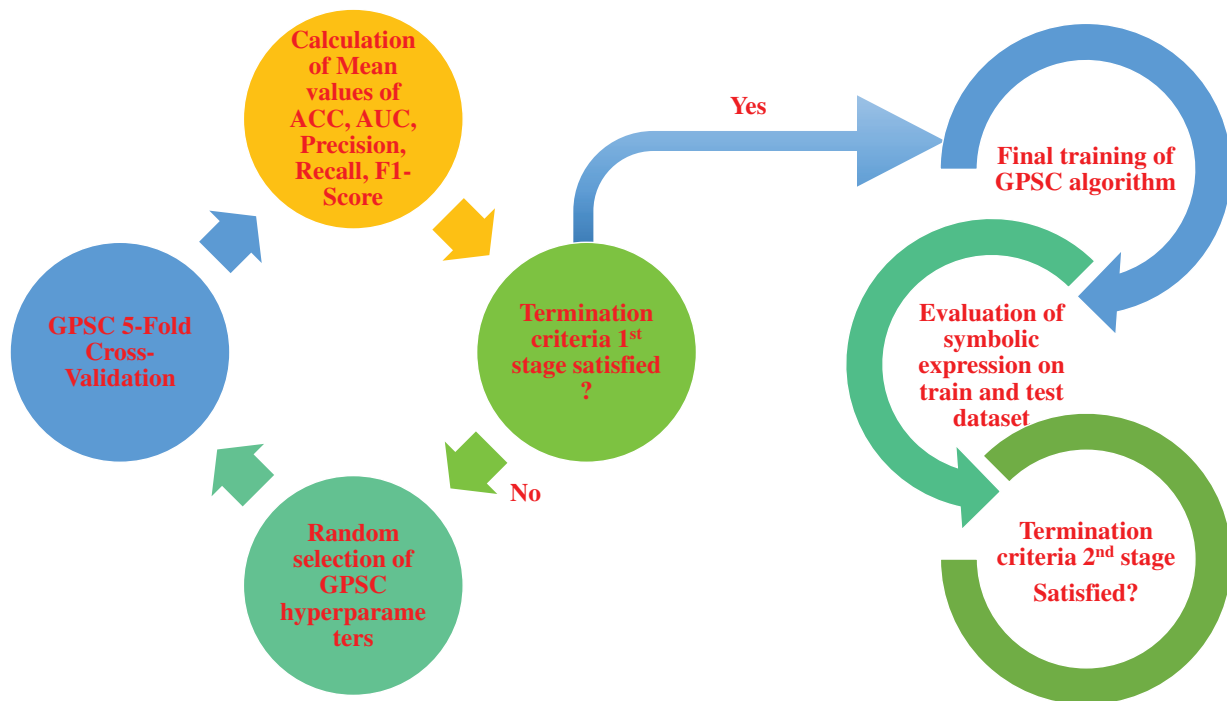 Calculation
of Mean
values of
ACC, AUC,
Precision,
Recall, F1-
Score
Yes
Final training of
GPSC algorithm
GPSC 5-Fold
Cross-
Validation
Termination
criteria 1st
stage satisfied
?
Evaluation of
symbolic
expression on
train and test
dataset
No
Random
selection of
GPSC
hyperparame
ters
Termination
criteria 2nd stage
Satisfied?